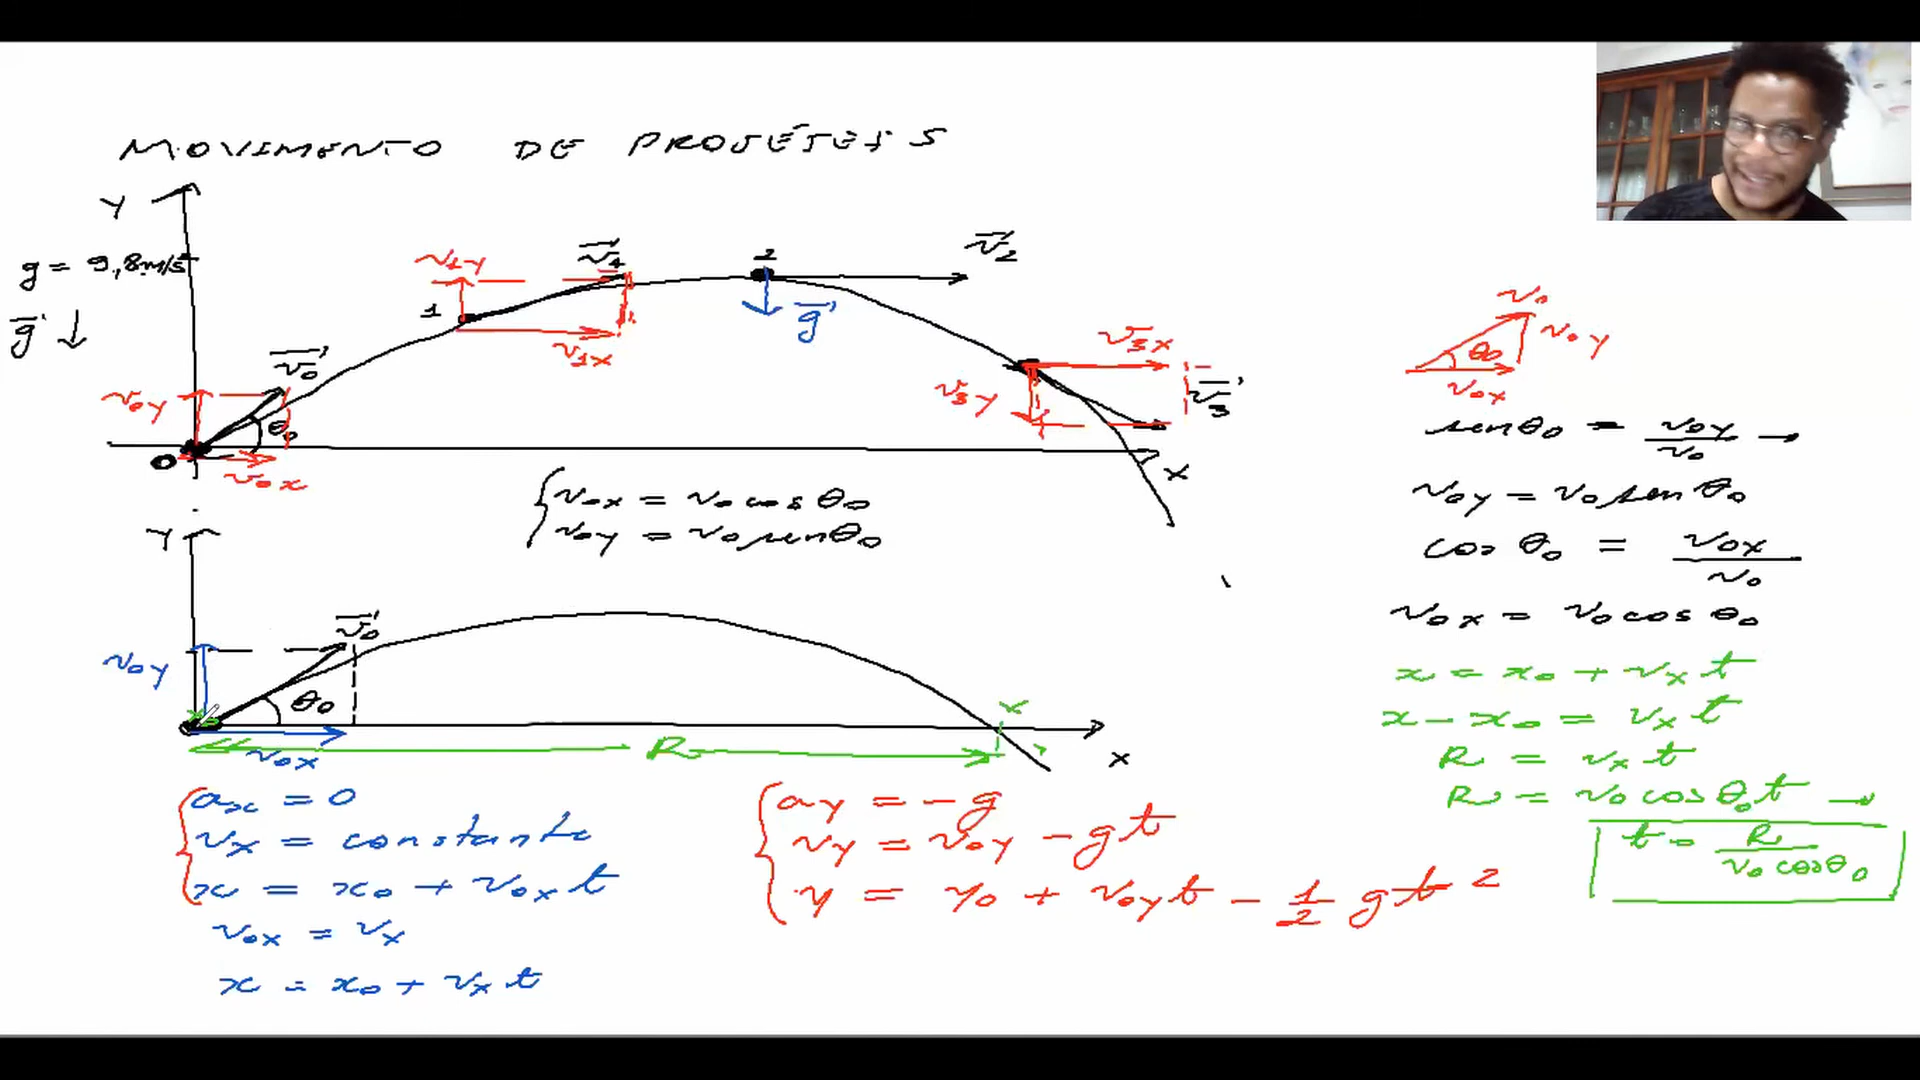 MOVIMENTO DE PROJÉTEIS
Y
g = 9,8m/s
g
v0y
v0
θ0
O
v0x
1
v1y
v1
v1x
2
v2
g
v3x
v3y
v3
x
{ v0x = v0 cos θ0
v0y = v0 sen θ0
v0
v0y
θ0
v0x
sen θ0 = v0y / v0 →
v0y = v0 sen θ0
cos θ0 = v0x / v0
v0x = v0 cos θ0
x = x0 + vx t
x - x0 = vx t
R = vx t
R = v0 cos θ0 t →
t = R / v0 cos θ0
Y
v0y
v0
θ0
x0
v0x
R
x
x
{ ax = 0
vx = constante
x = x0 + v0x t
v0x = vx
x = x0 + vx t
{ ay = -g
vy = v0y - gt
y = y0 + v0y t - 1/2 gt²